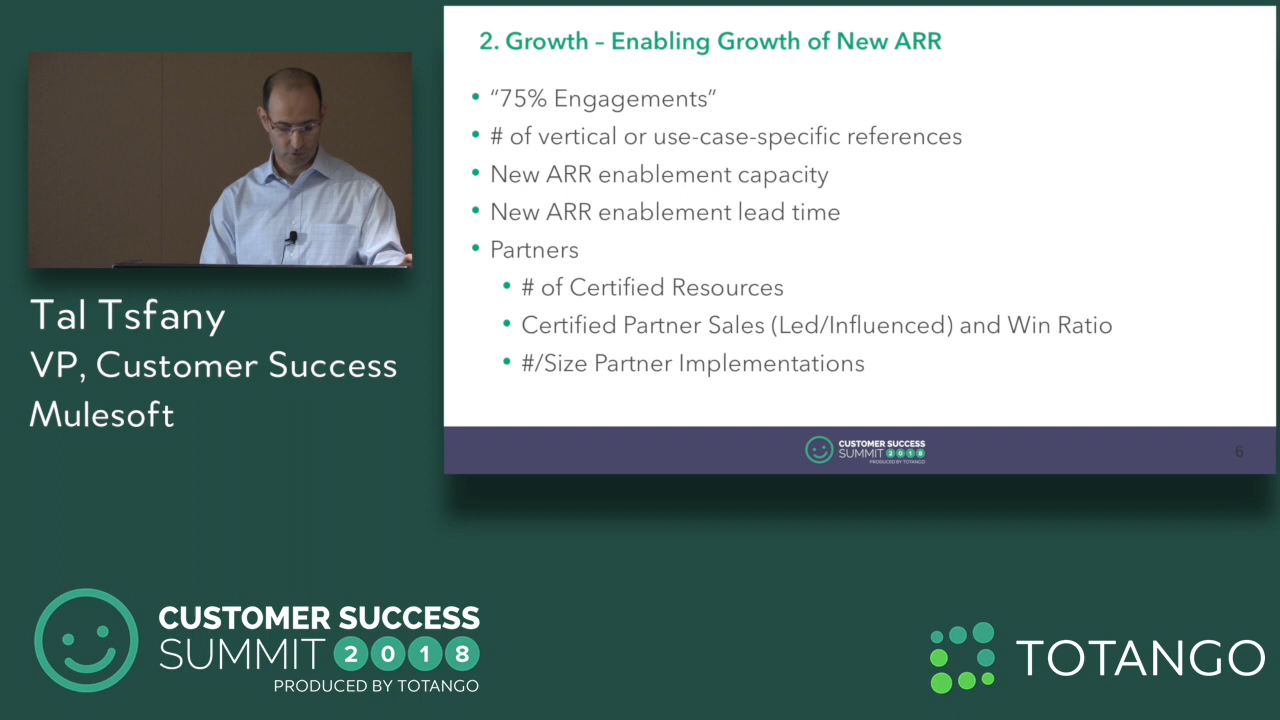 2. Growth – Enabling Growth of New ARR
• “75% Engagements”
• # of vertical or use-case-specific references
• New ARR enablement capacity
• New ARR enablement lead time
• Partners
• # of Certified Resources
• Certified Partner Sales (Led/Influenced) and Win Ratio
• #/Size Partner Implementations
CUSTOMER SUCCESS
SUMMIT 2018
PRODUCED BY TOTANGO
6
Tal Tsfany
VP, Customer Success
Mulesoft
CUSTOMER SUCCESS
SUMMIT 2018
PRODUCED BY TOTANGO
TOTANGO